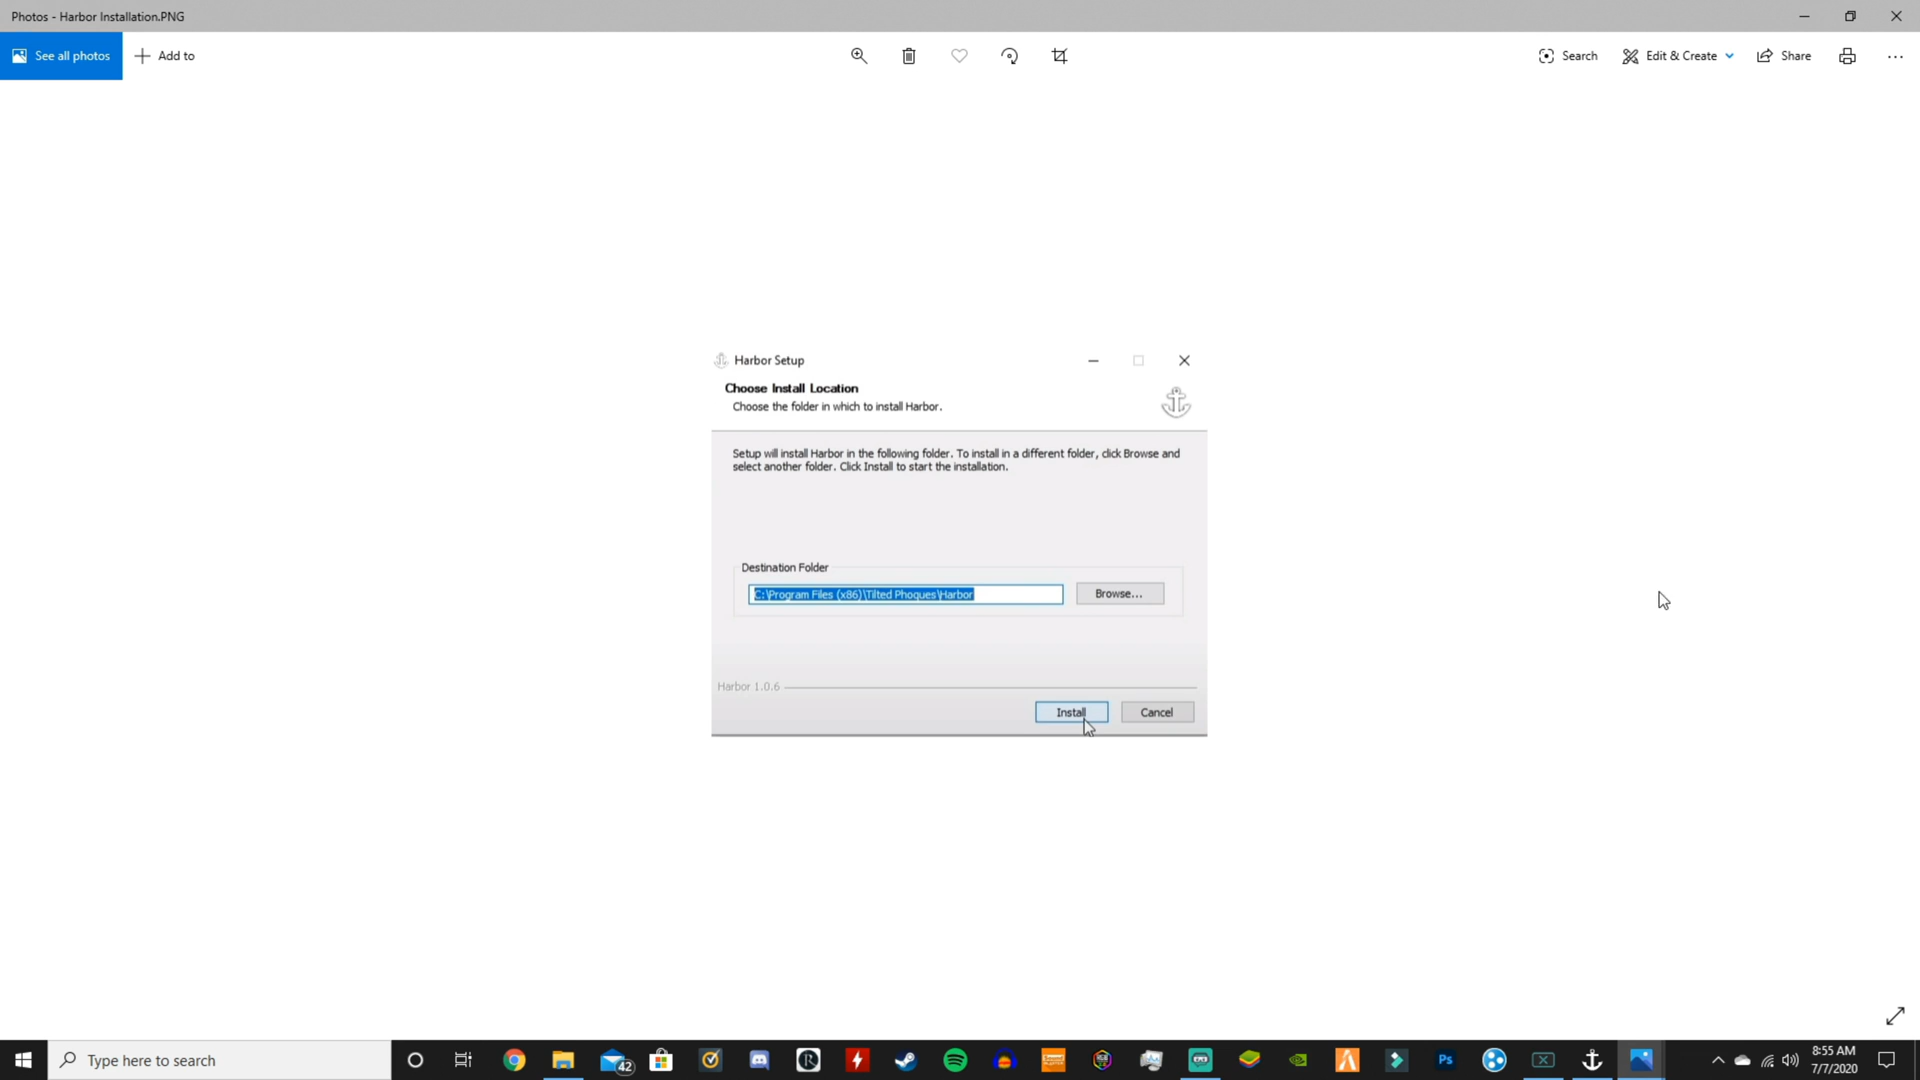 Photos - Harbor Installation.PNG
See all photos
Add to
Search
Edit & Create
Share
Harbor Setup
Choose Install Location
Choose the folder in which to install Harbor.
Setup will install Harbor in the following folder. To install in a different folder, click Browse and
select another folder. Click Install to start the installation.
Destination Folder
C:\Program Files (x86)\Tilted Phoques\Harbor
Browse...
Harbor 1.0.6
Install
Cancel
Type here to search
42
Ps
8:55 AM
7/7/2020